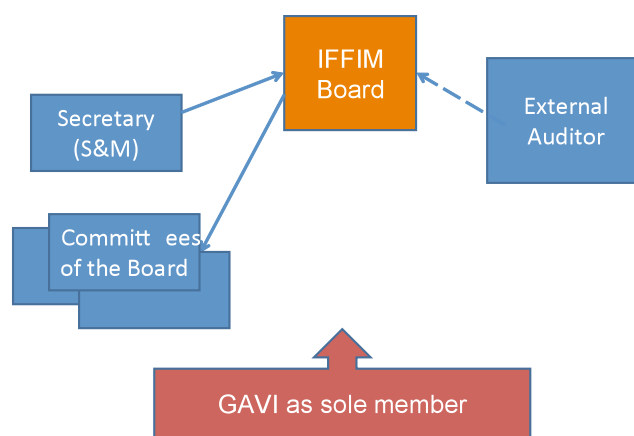 IFFIM
Board
Secretary
(S&M)
External
Auditor
Committ ees
of the Board
GAVI as sole member